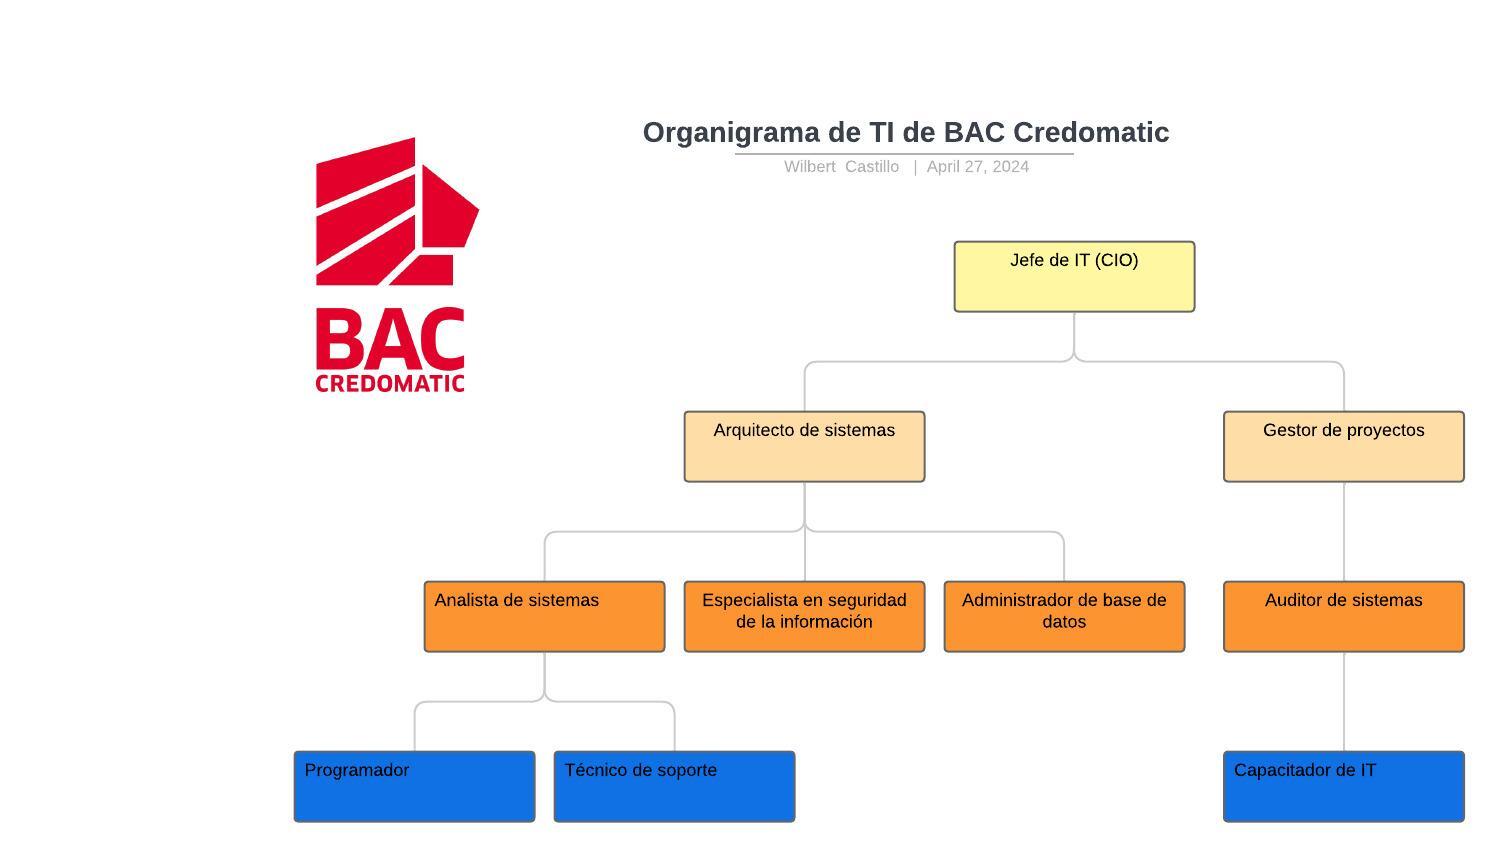 Organigrama de TI de BAC Credomatic
Wilbert Castillo | April 27, 2024
BAC
CREDOMATIC
Jefe de IT (CIO)
Arquitecto de sistemas
Gestor de proyectos
Analista de sistemas
Especialista en seguridad
de la información
Administrador de base de
datos
Auditor de sistemas
Programador
Técnico de soporte
Capacitador de IT